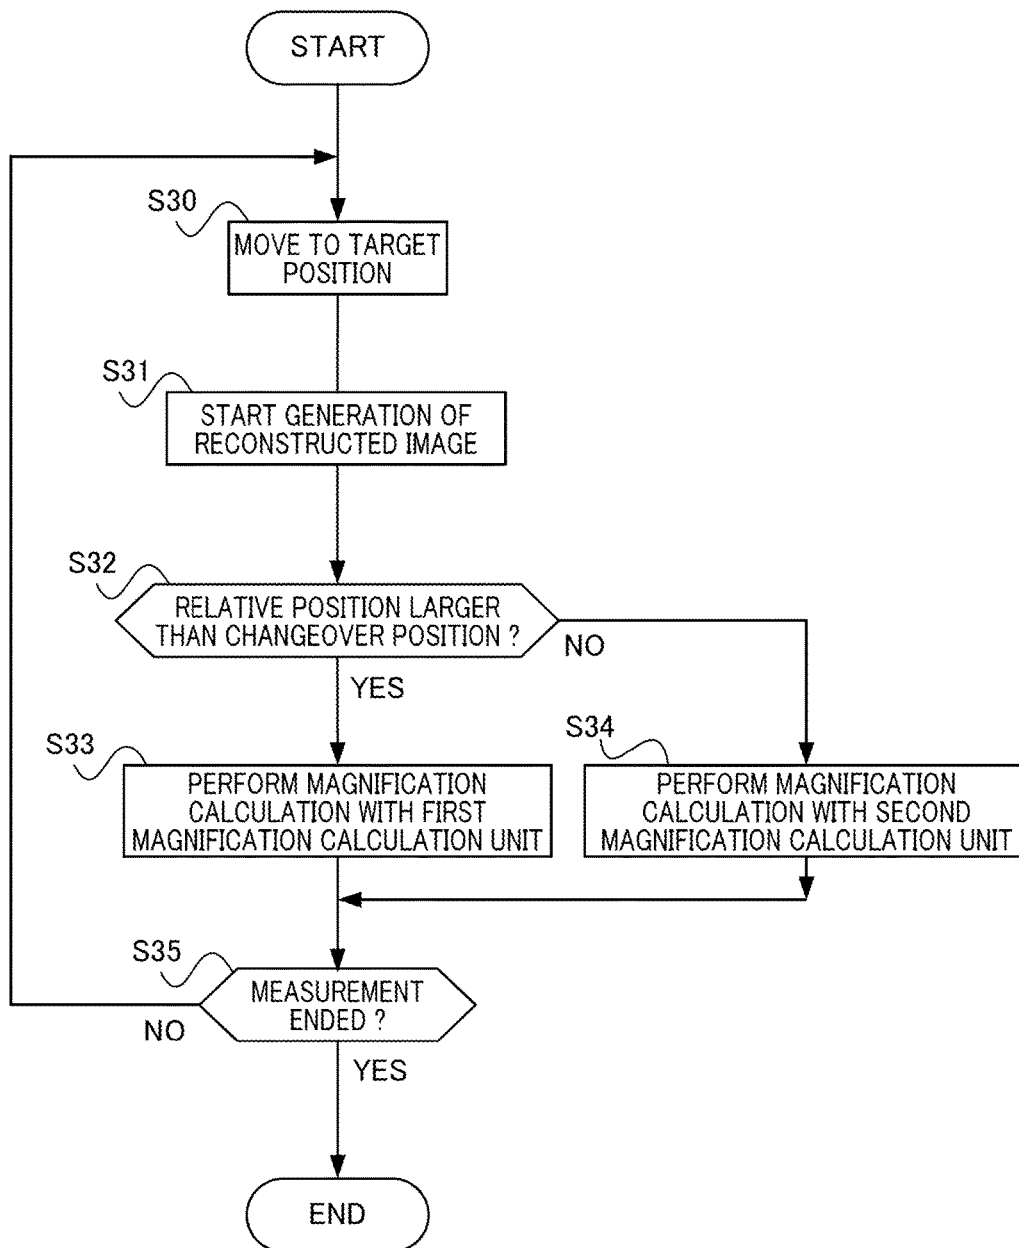 START
S30
MOVE TO TARGET
POSITION
S31
START GENERATION OF
RECONSTRUCTED IMAGE
S32
RELATIVE POSITION LARGER
THAN CHANGEOVER POSITION ?
NO
YES
S33
PERFORM MAGNIFICATION
CALCULATION WITH FIRST
MAGNIFICATION CALCULATION UNIT
S34
PERFORM MAGNIFICATION
CALCULATION WITH SECOND
MAGNIFICATION CALCULATION UNIT
S35
MEASUREMENT
ENDED ?
NO
YES
END